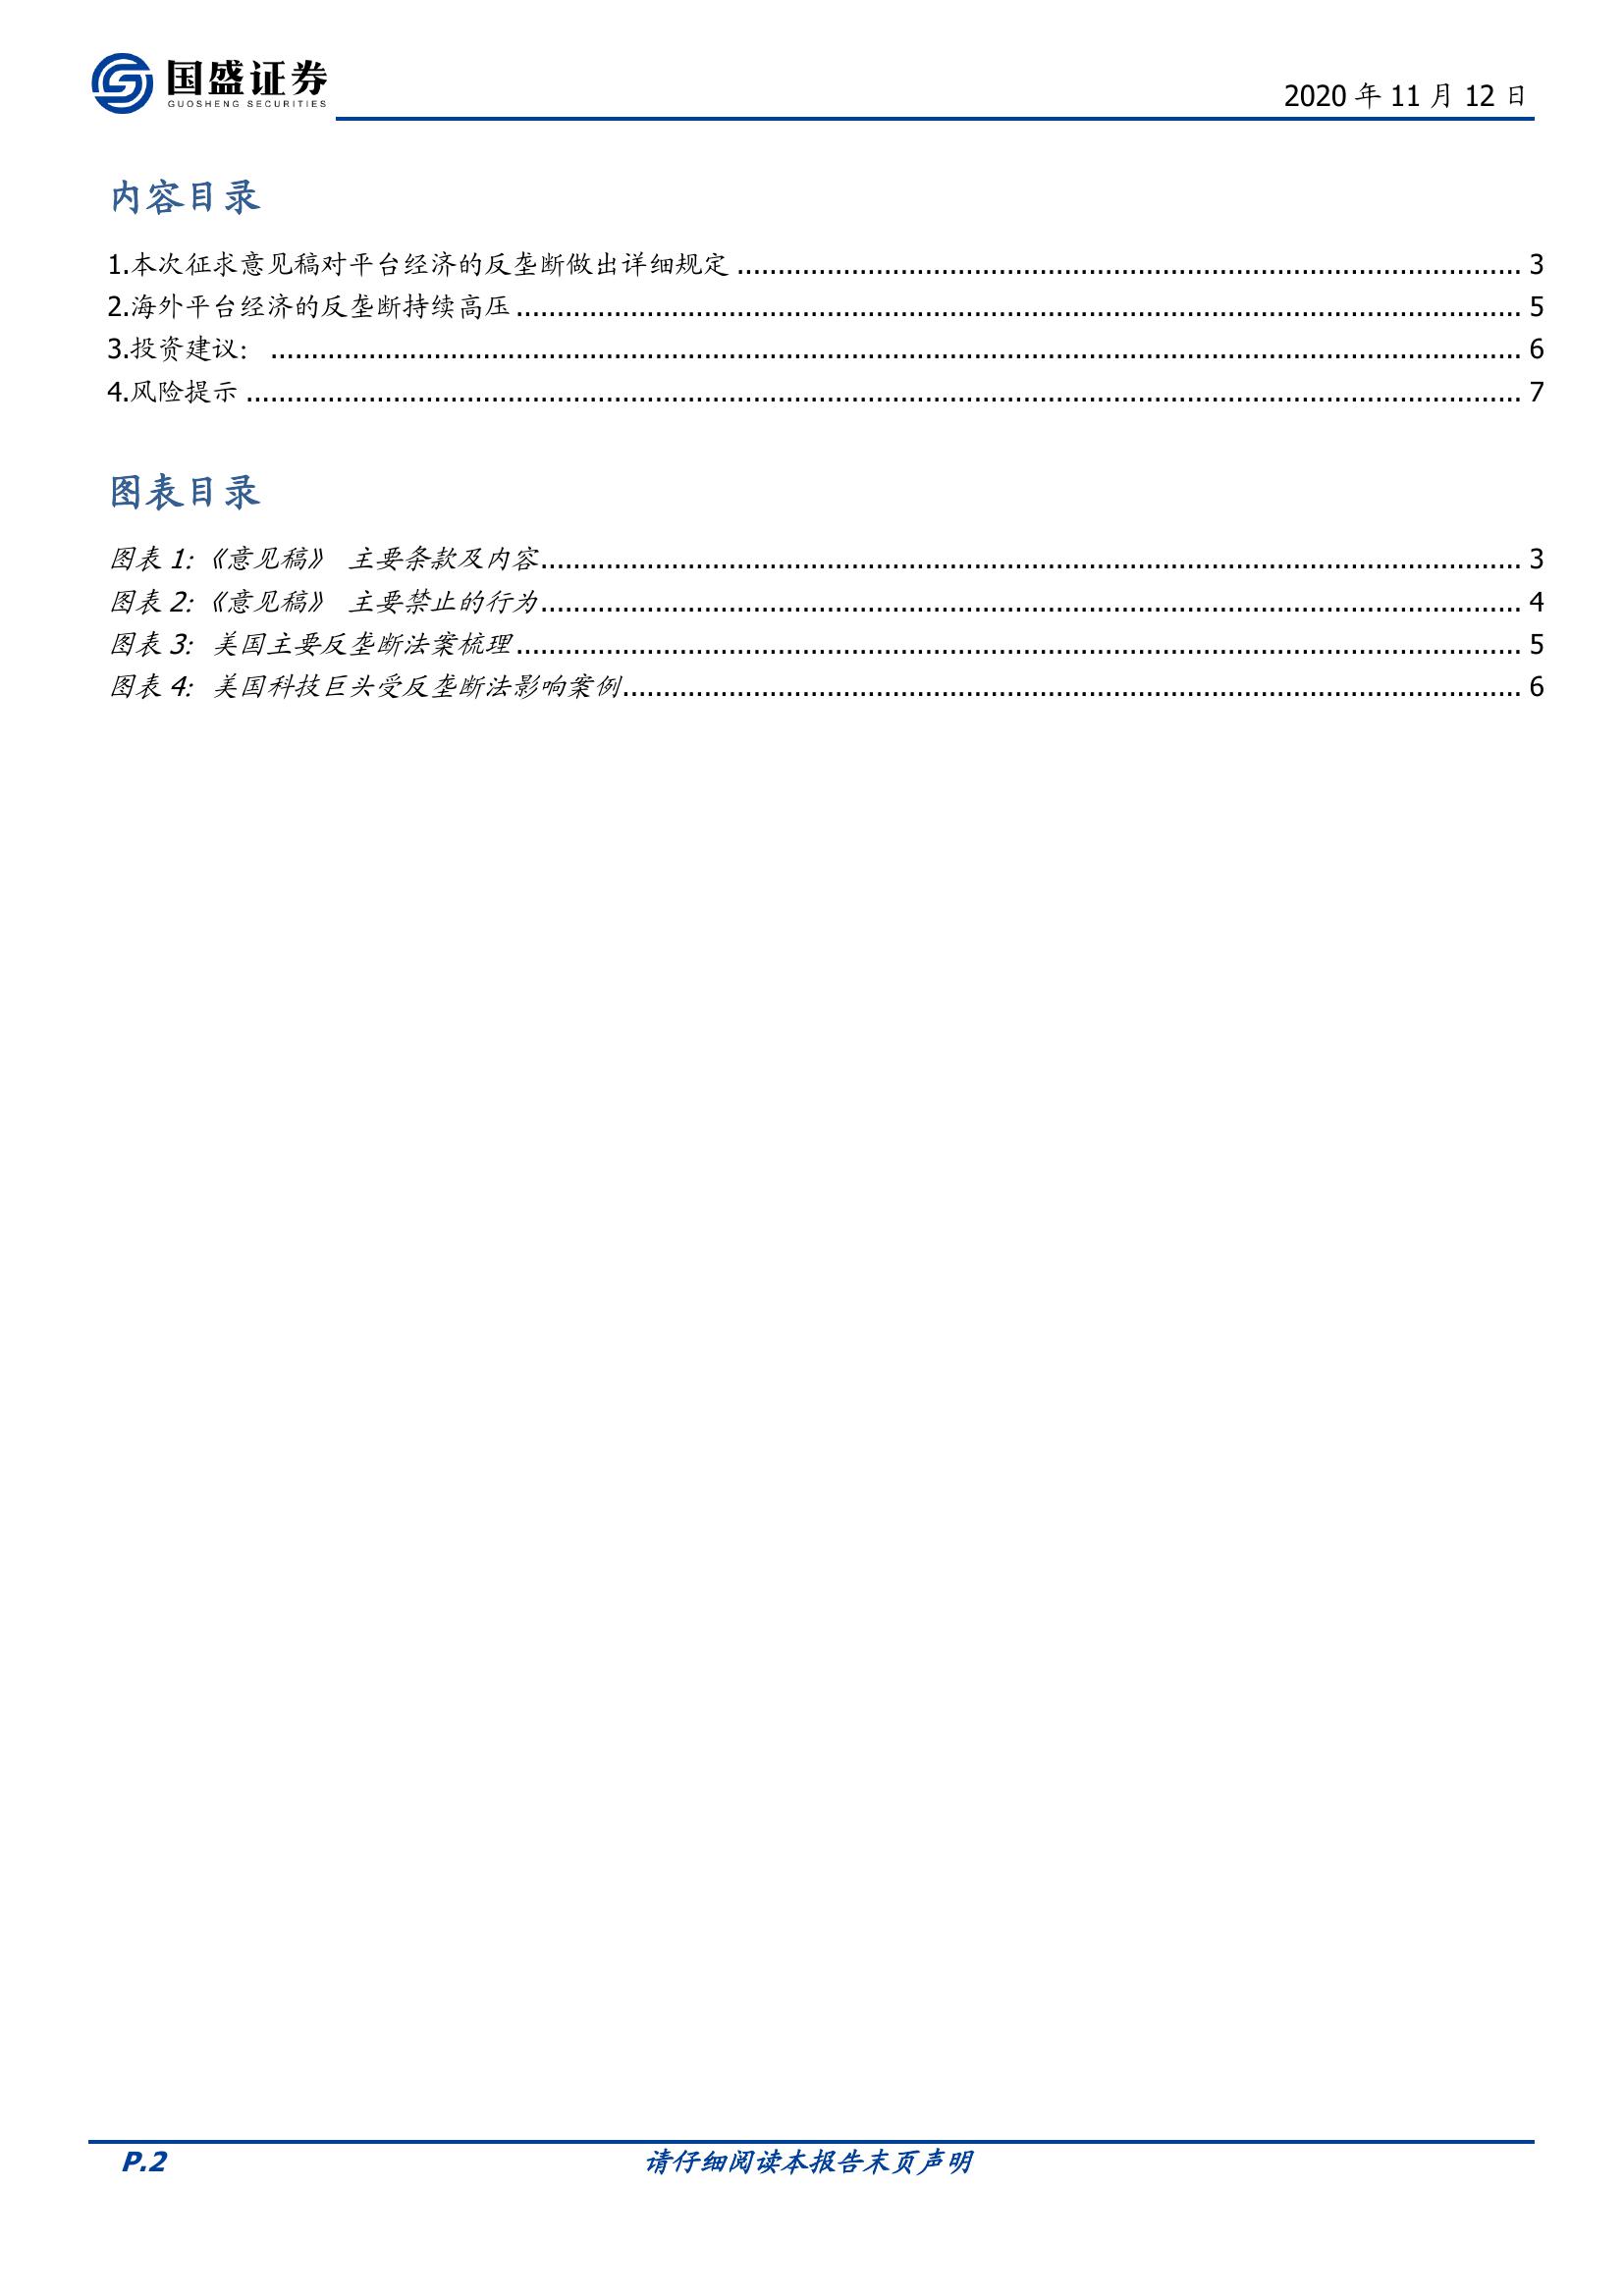 国盛证券
GUOSHENG SECURITIES
2020 年 11 月 12 日
内容目录
1.本次征求意见稿对平台经济的反垄断做出详细规定 ........................................ 3
2.海外平台经济的反垄断持续高压 ........................................ 5
3.投资建议： ........................................ 6
4.风险提示 ........................................ 7
图表目录
图表 1:《意见稿》 主要条款及内容........................................ 3
图表 2:《意见稿》 主要禁止的行为........................................ 4
图表 3: 美国主要反垄断法案梳理........................................ 5
图表 4: 美国科技巨头受反垄断法影响案例........................................ 6
P.2
请仔细阅读本报告末页声明